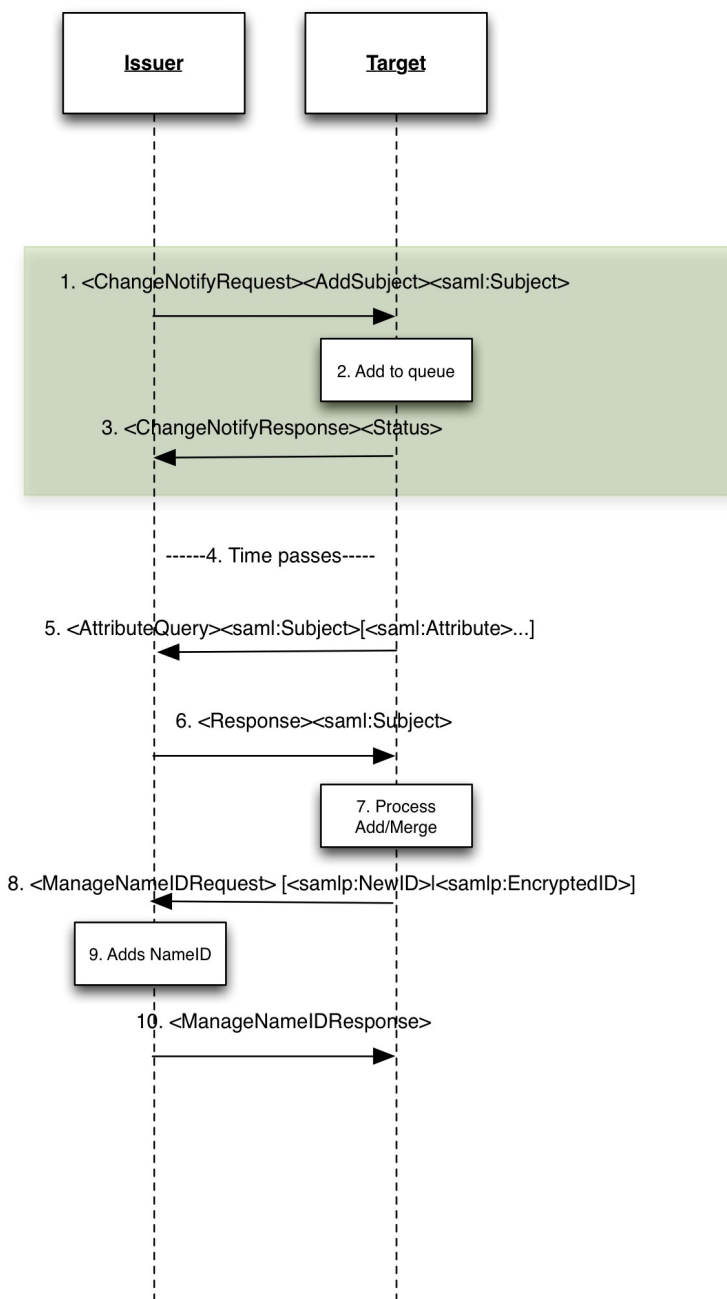 Issuer
Target
1. <ChangeNotifyRequest><AddSubject><saml:Subject>
2. Add to queue
3. <ChangeNotifyResponse><Status>
------4. Time passes-----
5. <AttributeQuery><saml:Subject>[<saml:Attribute>...]
6. <Response><saml:Subject>
7. Process
Add/Merge
8. <ManageNameIDRequest> [<samlp:NewID>|<samlp:EncryptedID>]
9. Adds NameID
10. <ManageNameIDResponse>